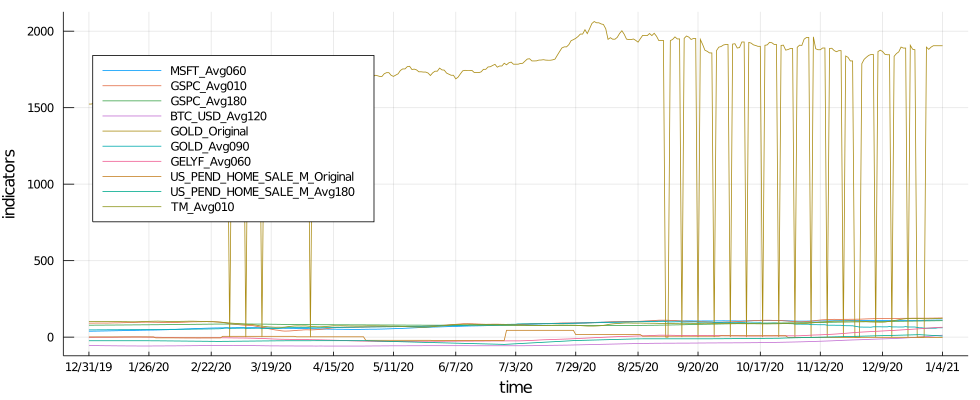 2000
1500
1000
500
0
indicators
MSFT_Avg060
GSPC_Avg010
GSPC_Avg180
BTC_USD_Avg120
GOLD_Original
GOLD_Avg090
GELYF_Avg060
US_PEND_HOME_SALE_M_Original
US_PEND_HOME_SALE_M_Avg180
TM_Avg010
12/31/19 1/26/20 2/22/20 3/19/20 4/15/20 5/11/20 6/7/20 7/3/20 7/29/20 8/25/20 9/20/20 10/17/20 11/12/20 12/9/20 1/4/21
time